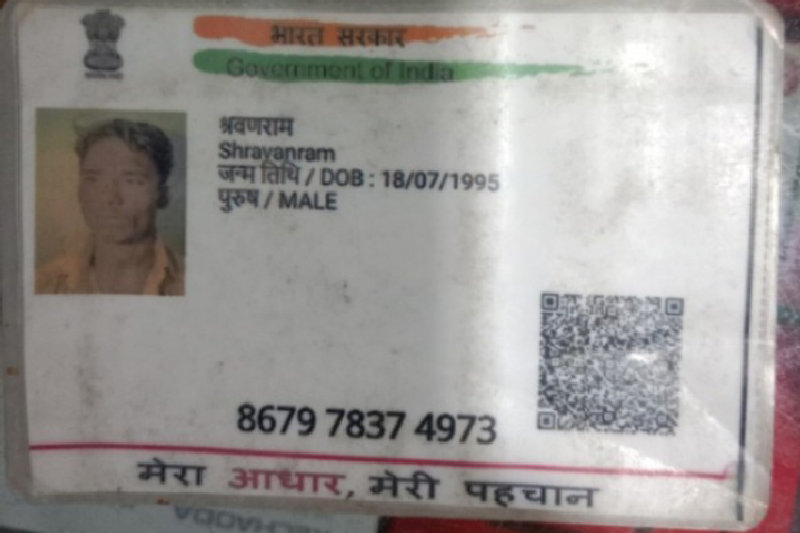 भारत सरकार
Government of India
श्रवणराम
Shravanram
जन्म तिथि / DOB : 18/07/1995
पुरुष / MALE
8679 7837 4973
मेरा आधार, मेरी पहचान